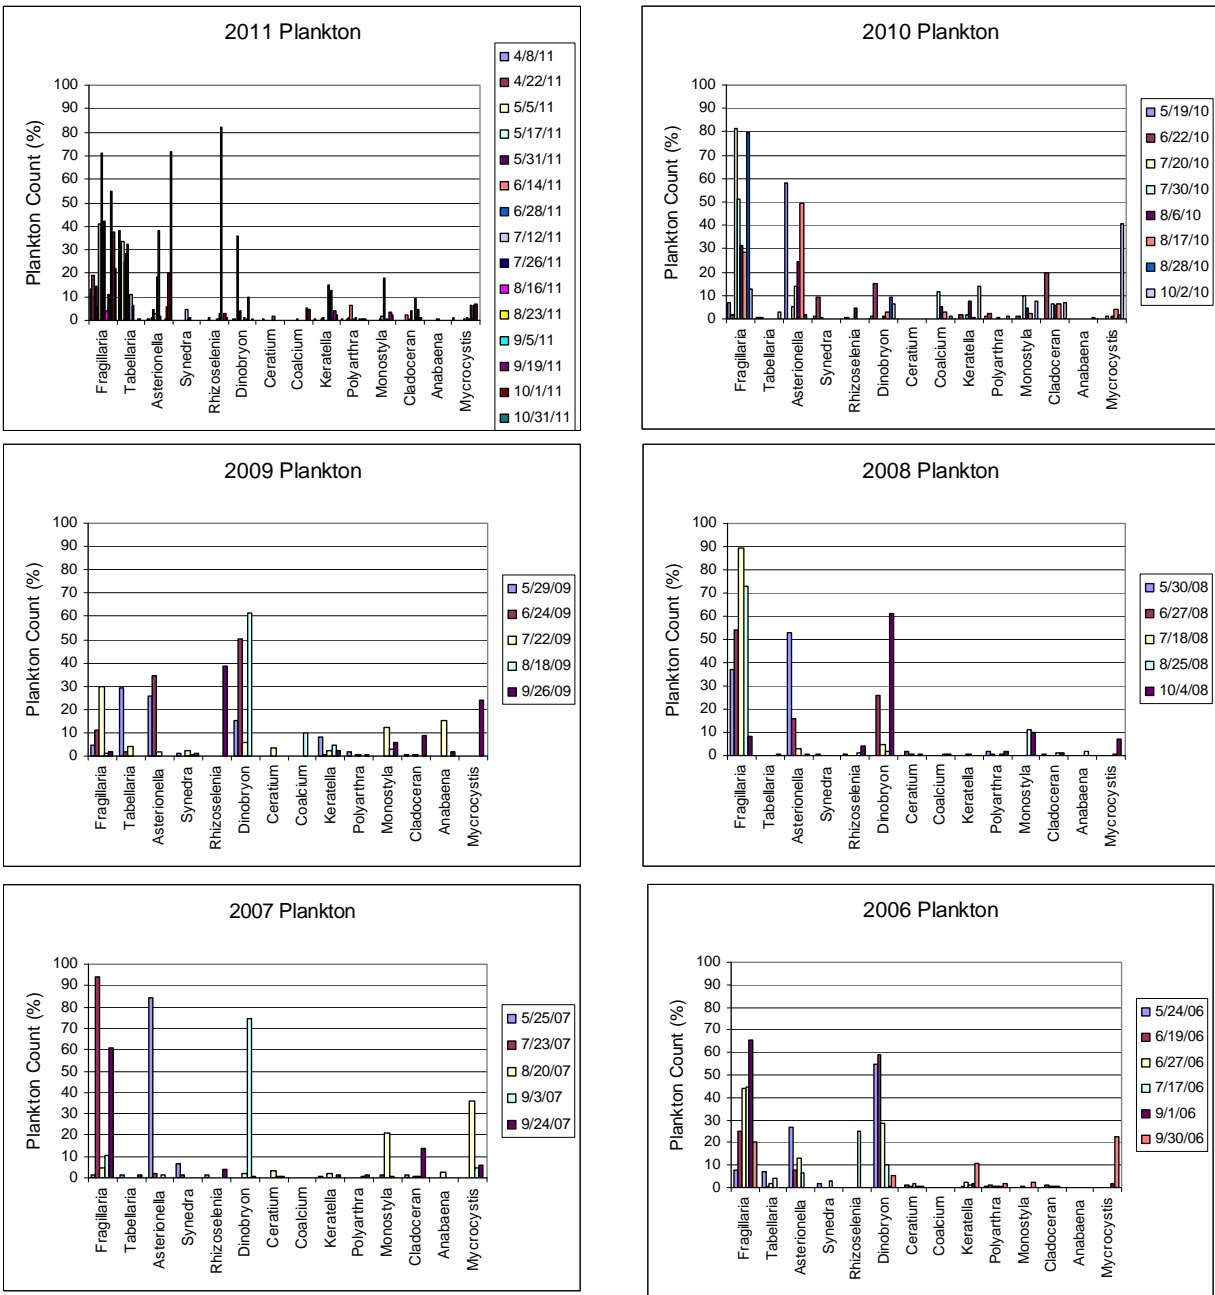 2011 Plankton
Plankton Count (%)
100
90
80
70
60
50
40
30
20
10
0
Fragillaria
Tabellaria
Asterionella
Synedra
Rhizoselenia
Dinobryon
Ceratium
Coalcium
Keratella
Polyarthra
Monostyla
Cladoceran
Anabaena
Mycrocystis
4/8/11
4/22/11
5/5/11
5/17/11
5/31/11
6/14/11
6/28/11
7/12/11
7/26/11
8/16/11
8/23/11
9/5/11
9/19/11
10/1/11
10/31/11
2010 Plankton
Plankton Count (%)
100
90
80
70
60
50
40
30
20
10
0
Fragillaria
Tabellaria
Asterionella
Synedra
Rhizoselenia
Dinobryon
Ceratium
Coalcium
Keratella
Polyarthra
Monostyla
Cladoceran
Anabaena
Mycrocystis
5/19/10
6/22/10
7/20/10
7/30/10
8/6/10
8/17/10
8/28/10
10/2/10
2009 Plankton
Plankton Count (%)
100
90
80
70
60
50
40
30
20
10
0
Fragillaria
Tabellaria
Asterionella
Synedra
Rhizoselenia
Dinobryon
Ceratium
Coalcium
Keratella
Polyarthra
Monostyla
Cladoceran
Anabaena
Mycrocystis
5/29/09
6/24/09
7/22/09
8/18/09
9/26/09
2008 Plankton
Plankton Count (%)
100
90
80
70
60
50
40
30
20
10
0
Fragillaria
Tabellaria
Asterionella
Synedra
Rhizoselenia
Dinobryon
Ceratium
Coalcium
Keratella
Polyarthra
Monostyla
Cladoceran
Anabaena
Mycrocystis
5/30/08
6/27/08
7/18/08
8/25/08
10/4/08
2007 Plankton
Plankton Count (%)
100
90
80
70
60
50
40
30
20
10
0
Fragillaria
Tabellaria
Asterionella
Synedra
Rhizoselenia
Dinobryon
Ceratium
Coalcium
Keratella
Polyarthra
Monostyla
Cladoceran
Anabaena
Mycrocystis
5/25/07
7/23/07
8/20/07
9/3/07
9/24/07
2006 Plankton
Plankton Count (%)
100
90
80
70
60
50
40
30
20
10
0
Fragillaria
Tabellaria
Asterionella
Synedra
Rhizoselenia
Dinobryon
Ceratium
Coalcium
Keratella
Polyarthra
Monostyla
Cladoceran
Anabaena
Mycrocystis
5/24/06
6/19/06
6/27/06
7/17/06
9/1/06
9/30/06